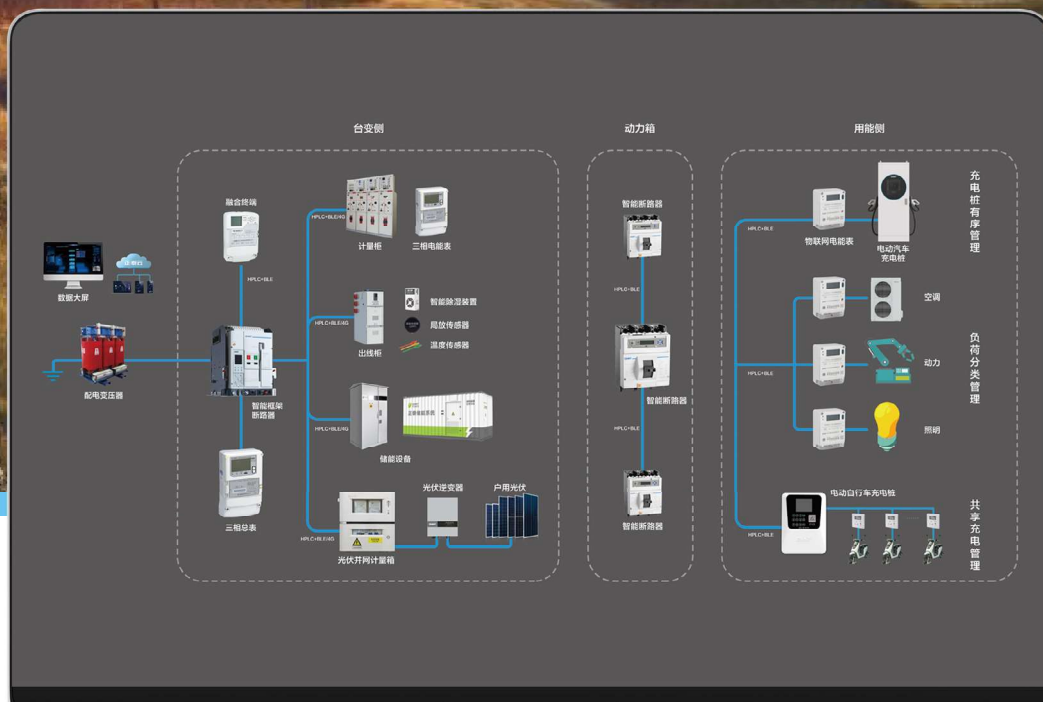 台变侧
动力箱
用能侧
融合终端
HPLC+BLE
数据大屏
配电变压器
智能框架
断路器
三相总表
HPLC+BLE/4G
计量柜
三相电能表
HPLC+BLE/4G
出线柜
智能除湿装置
局放传感器
温度传感器
HPLC+BLE/4G
储能设备
HPLC+BLE/4G
光伏并网计量箱
光伏逆变器
户用光伏
智能断路器
HPLC+BLE
智能断路器
HPLC+BLE
智能断路器
HPLC+BLE
物联网电能表
电动汽车
充电桩
充电桩有序管理
HPLC+BLE
空调
动力
照明
负荷分类管理
HPLC+BLE
电动自行车充电桩
共享充电管理